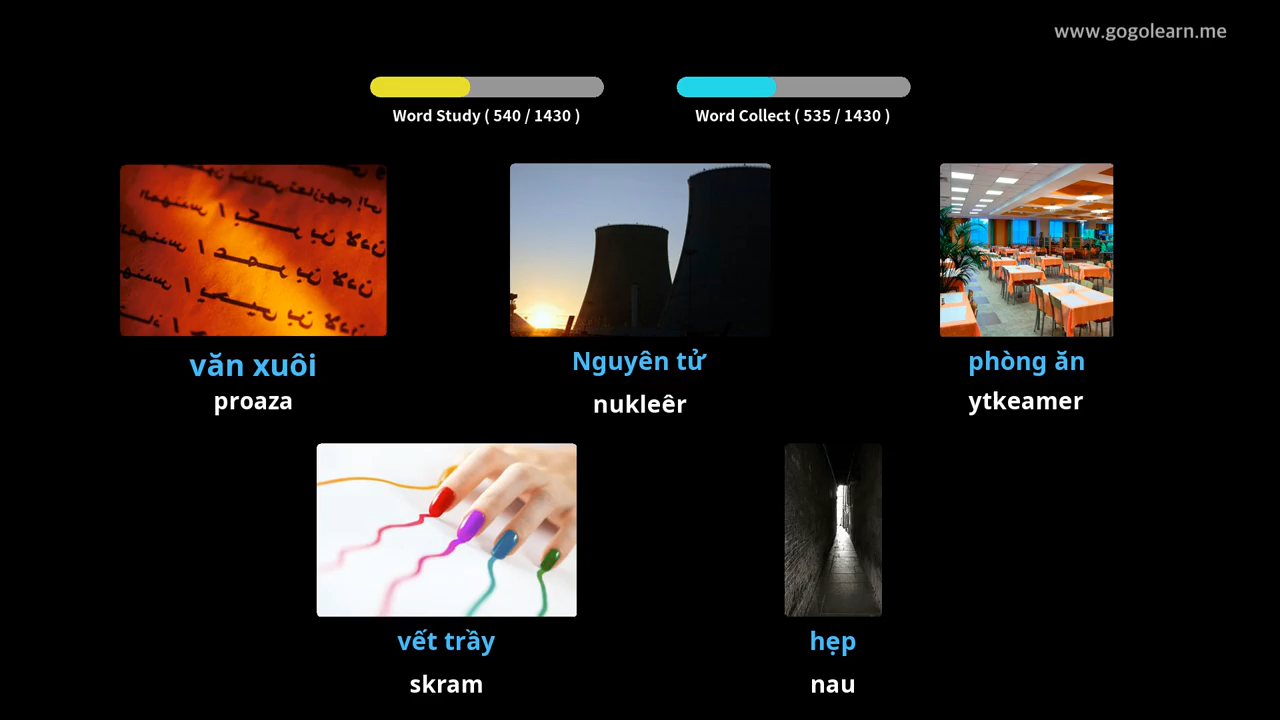 www.gogolearn.me
Word Study ( 540 / 1430 )
Word Collect ( 535 / 1430 )
văn xuôi
proaza
Nguyên tử
nukleêr
phòng ăn
ytkeamer
vết trầy
skram
hẹp
nau